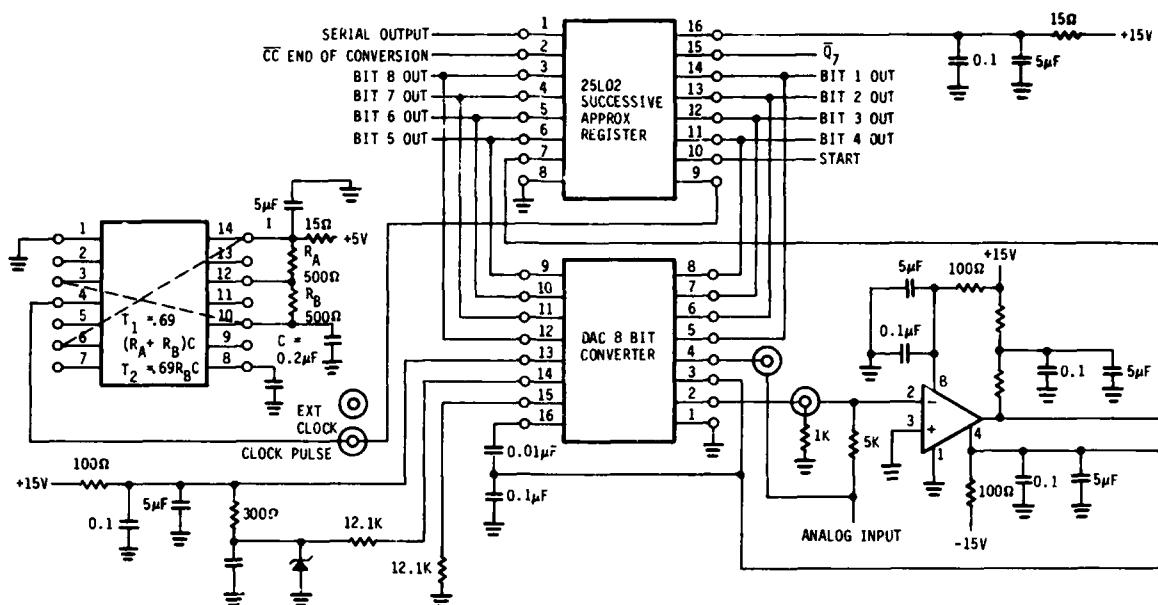 SERIAL OUTPUT
CC END OF CONVERSION
BIT 8 OUT
BIT 7 OUT
BIT 6 OUT
BIT 5 OUT
1
2
3
4
5
6
7
8
25L02
SUCCESSIVE
APPROX
REGISTER
16
15
14
13
12
11
10
9
Q7
BIT 1 OUT
BIT 2 OUT
BIT 3 OUT
BIT 4 OUT
START
15Ω
+15V
0.1
5µF
5µF
I
15Ω
+5V
1
2
3
4
5
6
7
T1 = .69
(RA + RB)C
T2 = .69RBC
14
13
12
11
10
9
8
RA
500Ω
RB
500Ω
C =
0.2µF
EXT
CLOCK
CLOCK PULSE
9
10
11
12
13
14
15
16
DAC 8 BIT
CONVERTER
8
7
6
5
4
3
2
1
0.01µF
0.1µF
1K
5K
ANALOG INPUT
+15V
5µF
100Ω
0.1µF
8
2
−
3
+
4
1
0.1
5µF
100Ω
0.1
5µF
-15V
100Ω
+15V
0.1
5µF
300Ω
12.1K
12.1K